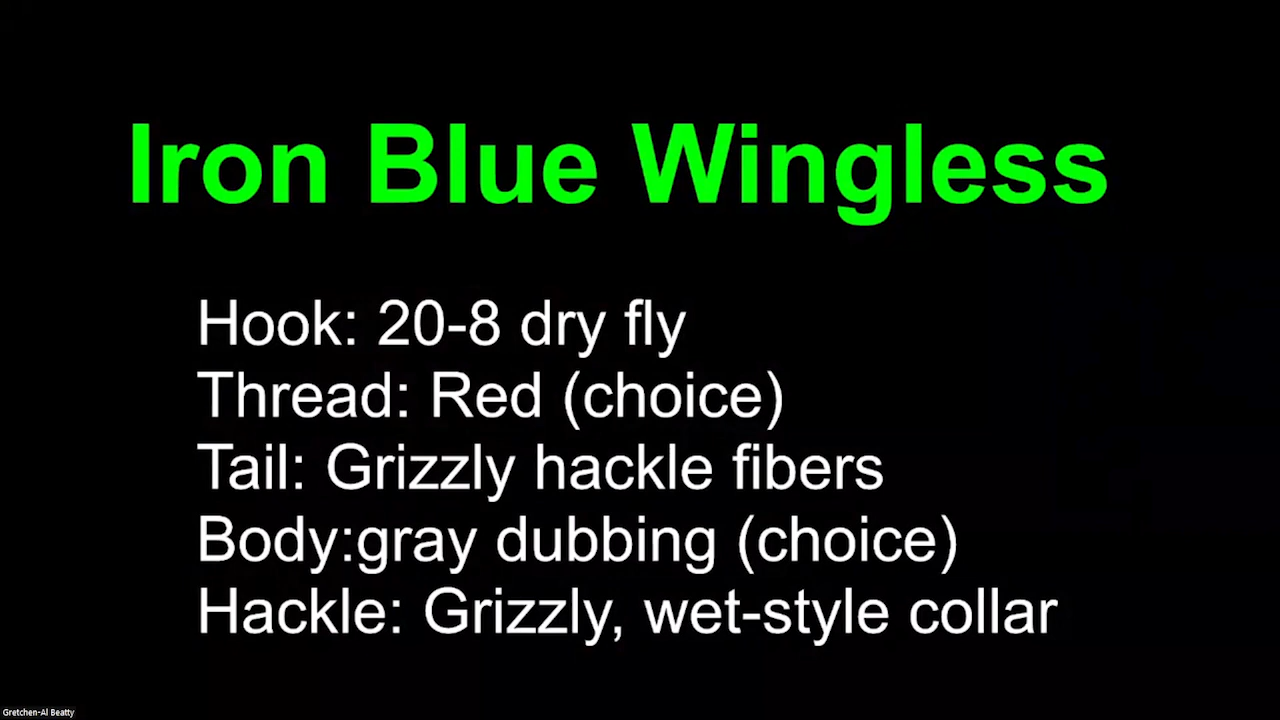 Iron Blue Wingless
Hook: 20-8 dry fly
Thread: Red (choice)
Tail: Grizzly hackle fibers
Body:gray dubbing (choice)
Hackle: Grizzly, wet-style collar
Gretchen-Al Beatty